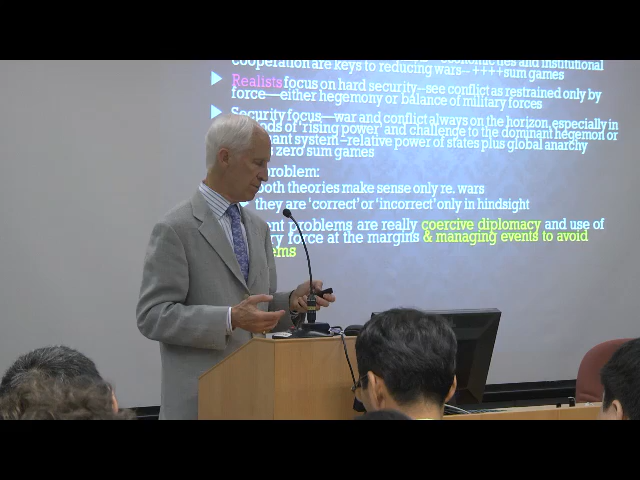 economic ties and institutional
cooperation are keys to reducing wars—++++sum games
Realists focus on hard security—see conflict as restrained only by
force—either hegemony or balance of military forces
Security focus—war and conflict always on the horizon, especially in
of 'rising power' and challenge to the dominant hegemon or
system –relative power of states plus global anarchy
zero sum games
problem:
both theories make sense only re. wars
they are 'correct' or 'incorrect' only in hindsight
problems are really coercive diplomacy and use of
force at the margins & managing events to avoid